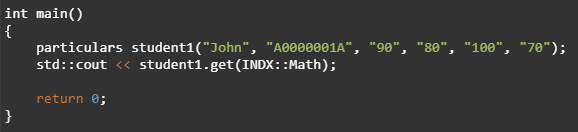 int main()
{
    particulars student1("John", "A0000001A", "90", "80", "100", "70");
    std::cout << student1.get(INDX::Math);
    return 0;
}